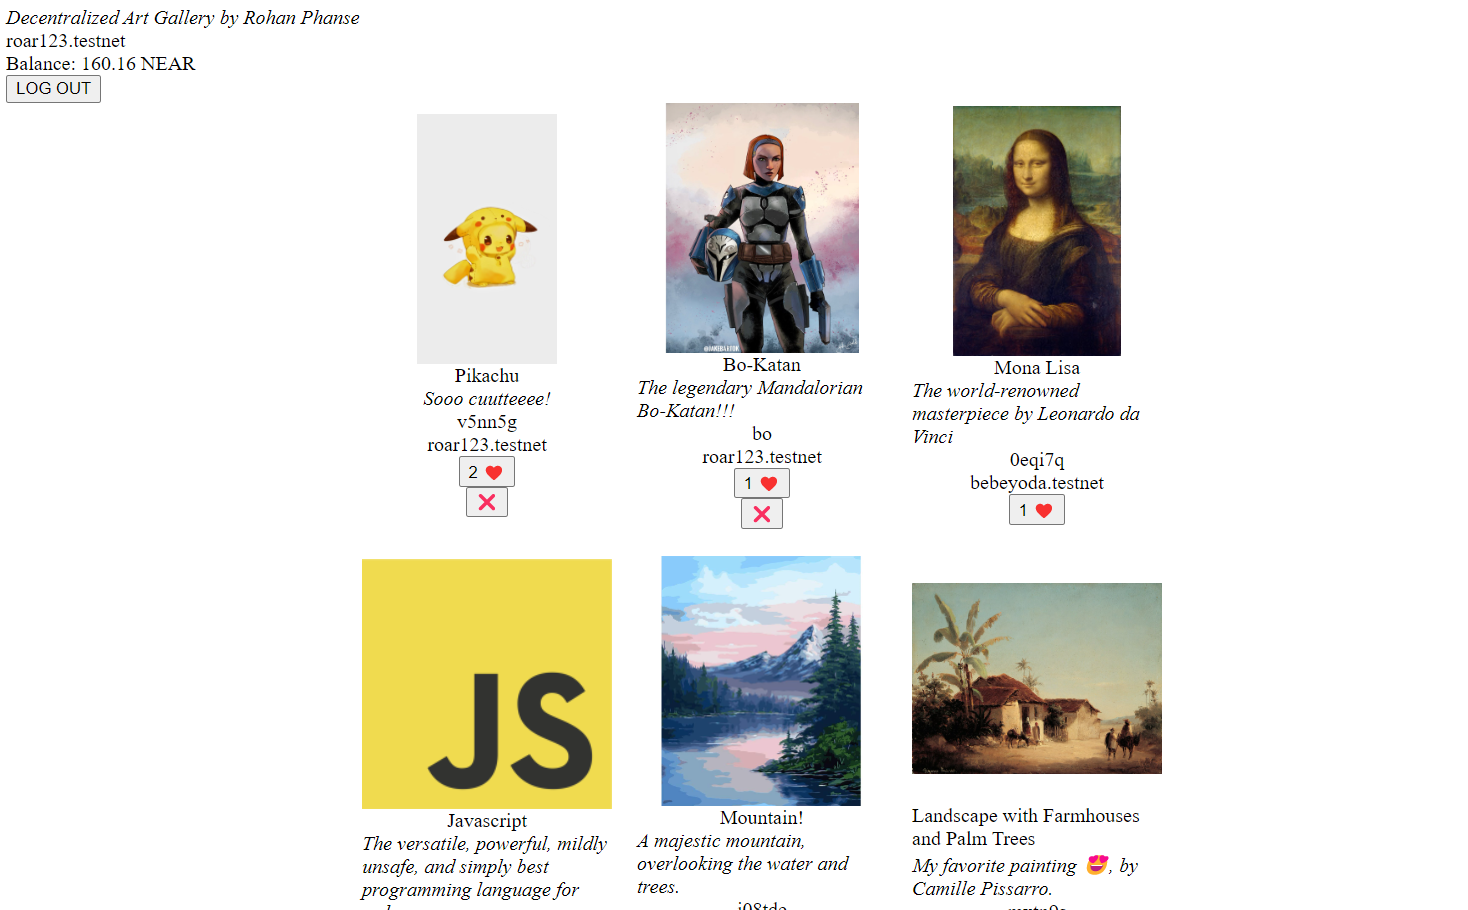 Decentralized Art Gallery by Rohan Phanse
roar123.testnet
Balance: 160.16 NEAR
LOG OUT
Pikachu
Sooo cuutteeee!
v5nn5g
roar123.testnet
2 ❤️
❌
Bo-Katan
The legendary Mandalorian
Bo-Katan!!!
bo
roar123.testnet
1 ❤️
❌
Mona Lisa
The world-renowned
masterpiece by Leonardo da
Vinci
0eqi7q
bebeyoda.testnet
1 ❤️
JS
Javascript
The versatile, powerful, mildly
unsafe, and simply best
programming language for
Mountain!
A majestic mountain,
overlooking the water and
trees.
Landscape with Farmhouses
and Palm Trees
My favorite painting 😍, by
Camille Pissarro.